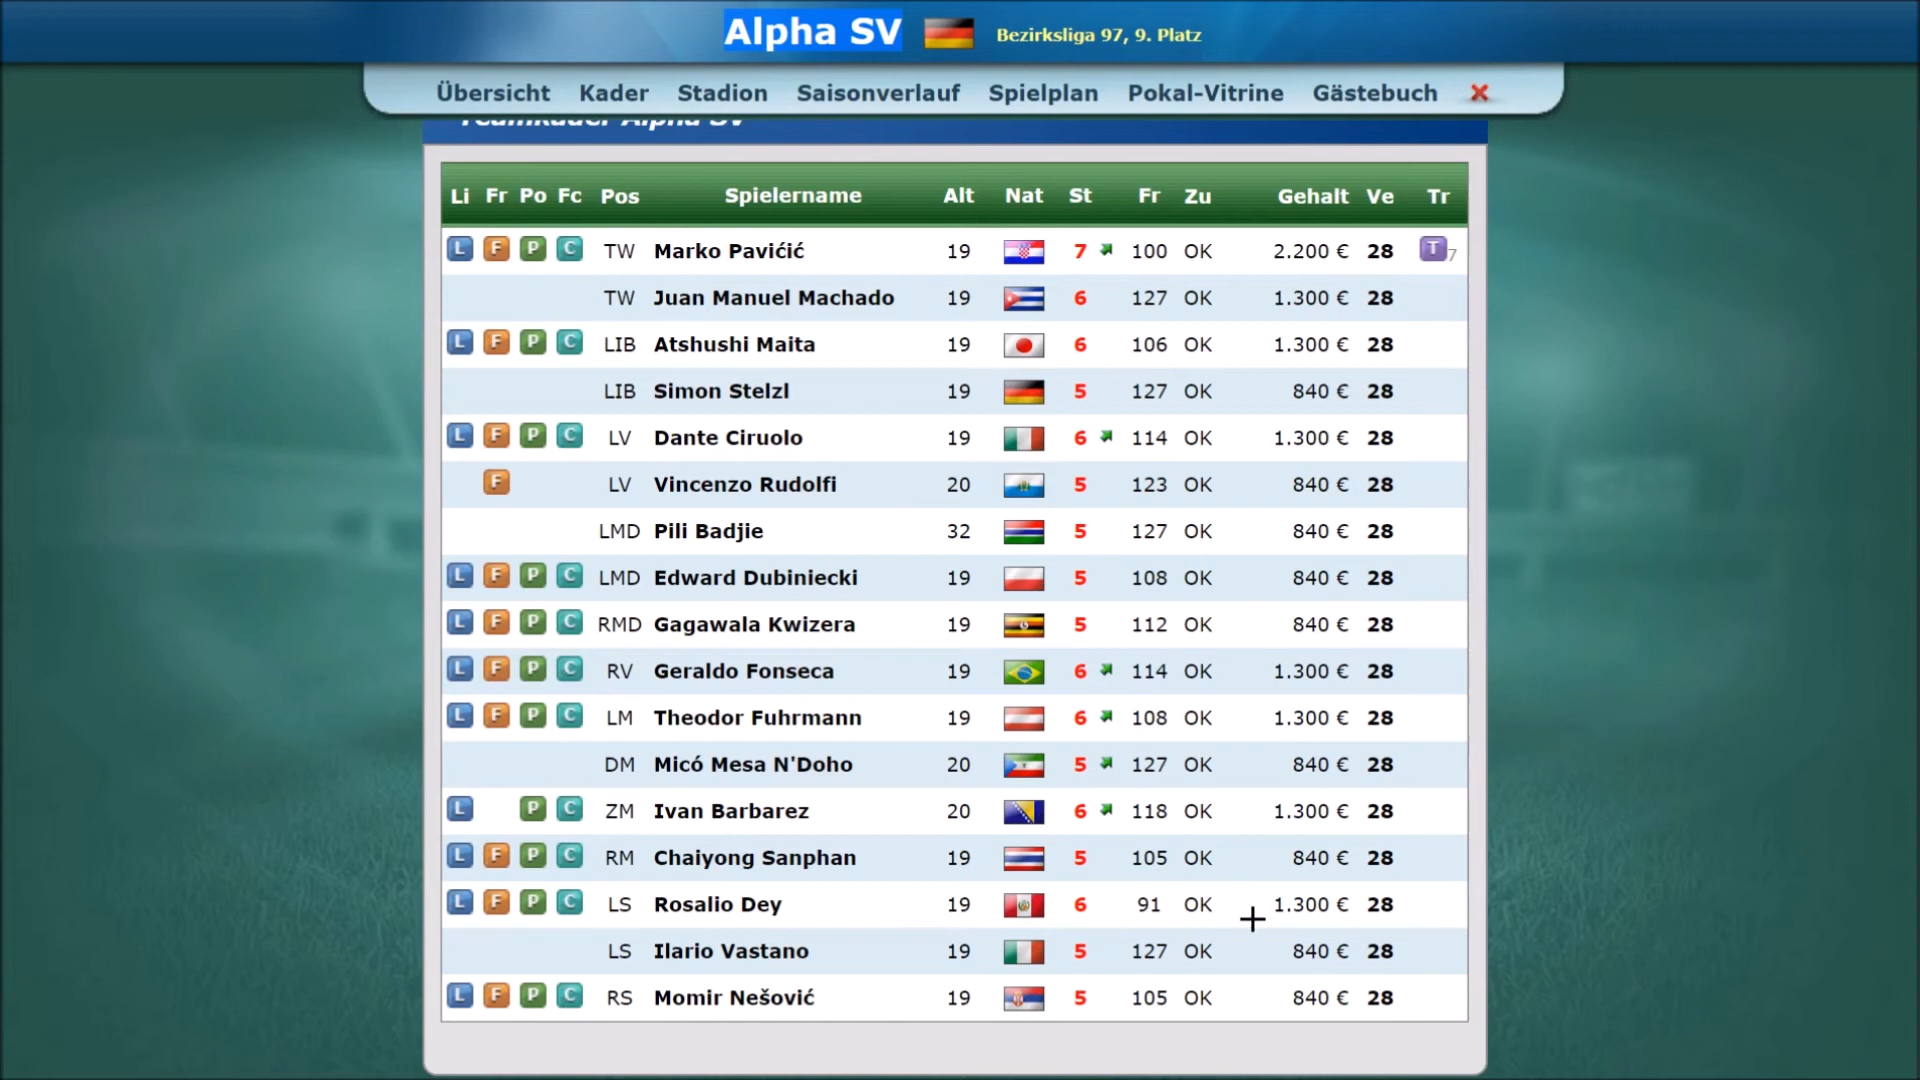 Alpha SV Bezirksliga 97, 9. Platz
Übersicht Kader Stadion Saisonverlauf Spielplan Pokal-Vitrine Gästebuch
Teamkader Alpha SV
Li Fr Po Fc Pos Spielername Alt Nat St Fr Zu Gehalt Ve Tr
L F P C TW Marko Pavićić 19 7 100 OK 2.200 € 28 T 7
TW Juan Manuel Machado 19 6 127 OK 1.300 € 28
L F P C LIB Atshushi Maita 19 6 106 OK 1.300 € 28
LIB Simon Stelzl 19 5 127 OK 840 € 28
L F P C LV Dante Ciruolo 19 6 114 OK 1.300 € 28
F LV Vincenzo Rudolfi 20 5 123 OK 840 € 28
LMD Pili Badjie 32 5 127 OK 840 € 28
L F P C LMD Edward Dubiniecki 19 5 108 OK 840 € 28
L F P C RMD Gagawala Kwizera 19 5 112 OK 840 € 28
L F P C RV Geraldo Fonseca 19 6 114 OK 1.300 € 28
L F P C LM Theodor Fuhrmann 19 6 108 OK 1.300 € 28
DM Micó Mesa N'Doho 20 5 127 OK 840 € 28
L P C ZM Ivan Barbarez 20 6 118 OK 1.300 € 28
L F P C RM Chaiyong Sanphan 19 5 105 OK 840 € 28
L F P C LS Rosalio Dey 19 6 91 OK 1.300 € 28
LS Ilario Vastano 19 5 127 OK 840 € 28
L F P C RS Momir Nešović 19 5 105 OK 840 € 28